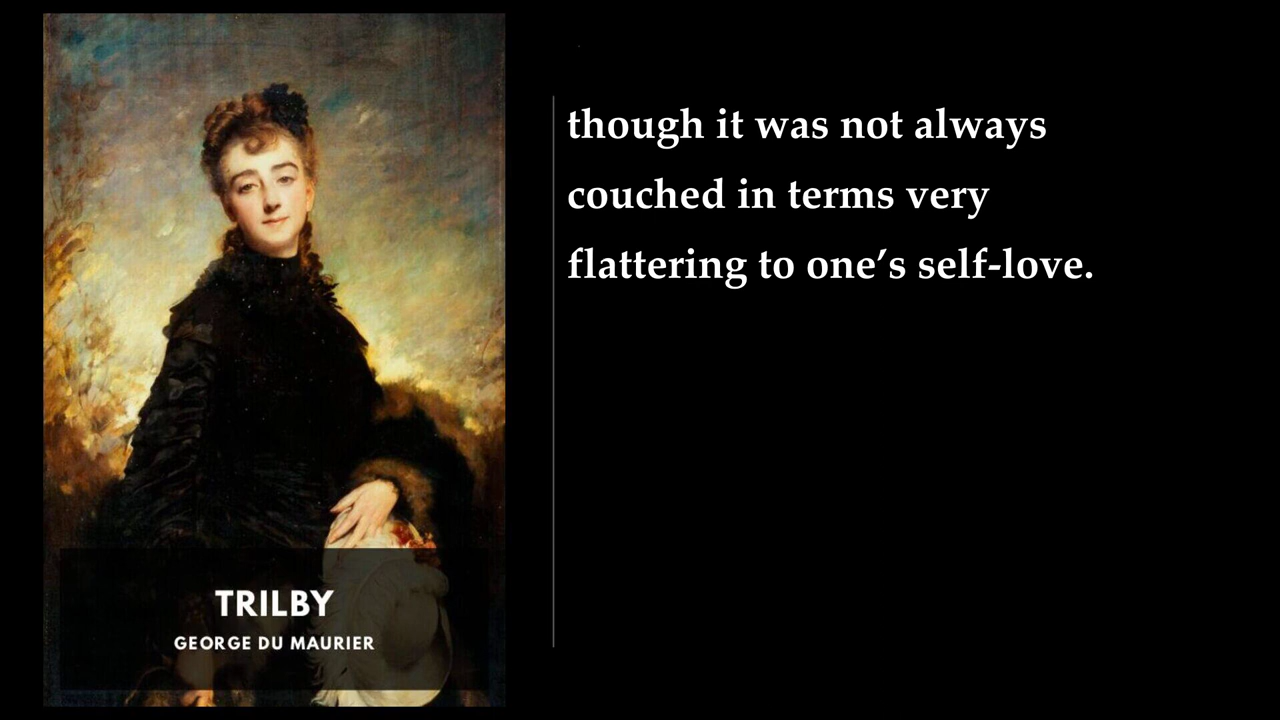 though it was not always
couched in terms very
flattering to one’s self-love.
TRILBY
GEORGE DU MAURIER